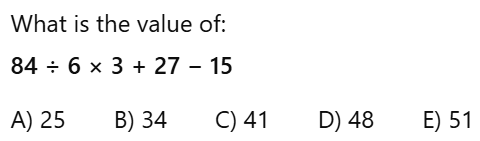 What is the value of:
84 ÷ 6 × 3 + 27 − 15
A) 25 B) 34 C) 41 D) 48 E) 51